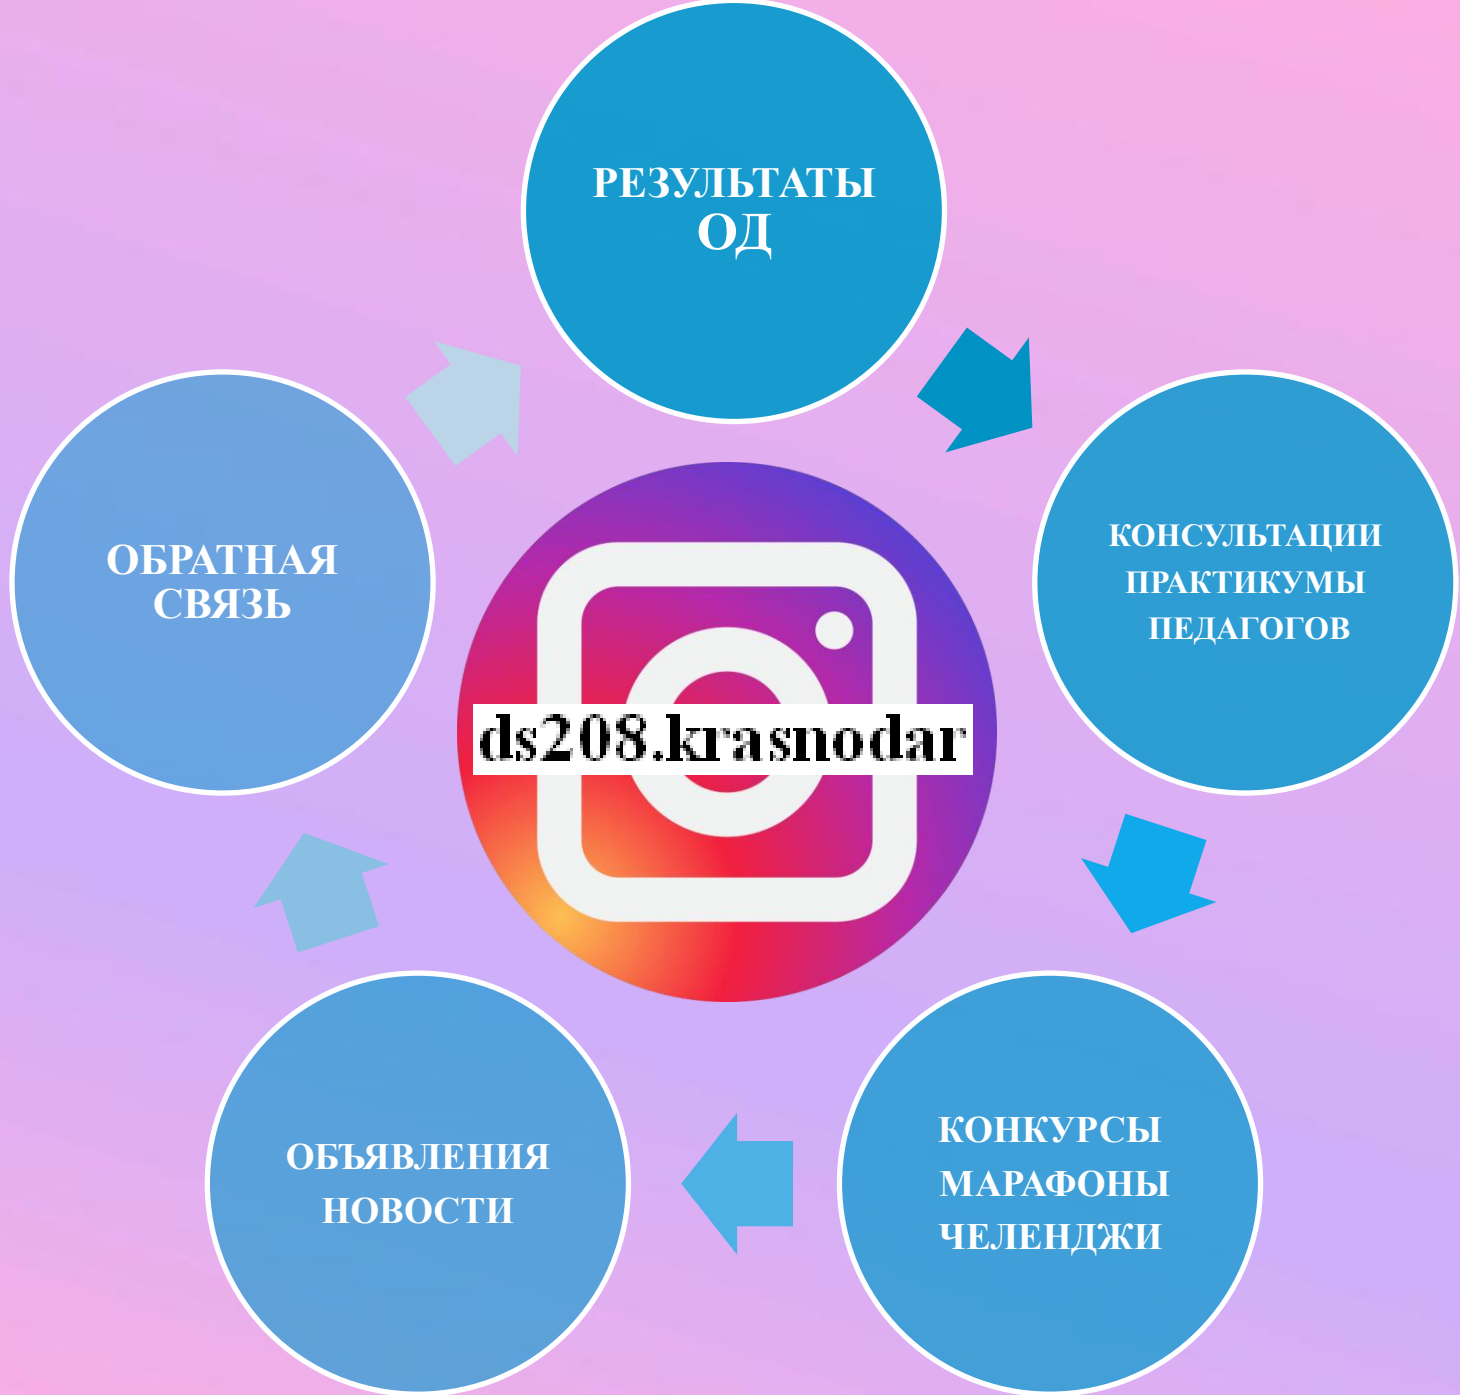 РЕЗУЛЬТАТЫ
ОД
КОНСУЛЬТАЦИИ
ПРАКТИКУМЫ
ПЕДАГОГОВ
КОНКУРСЫ
МАРАФОНЫ
ЧЕЛЕНДЖИ
ОБЪЯВЛЕНИЯ
НОВОСТИ
ОБРАТНАЯ
СВЯЗЬ
ds208.krasnodar